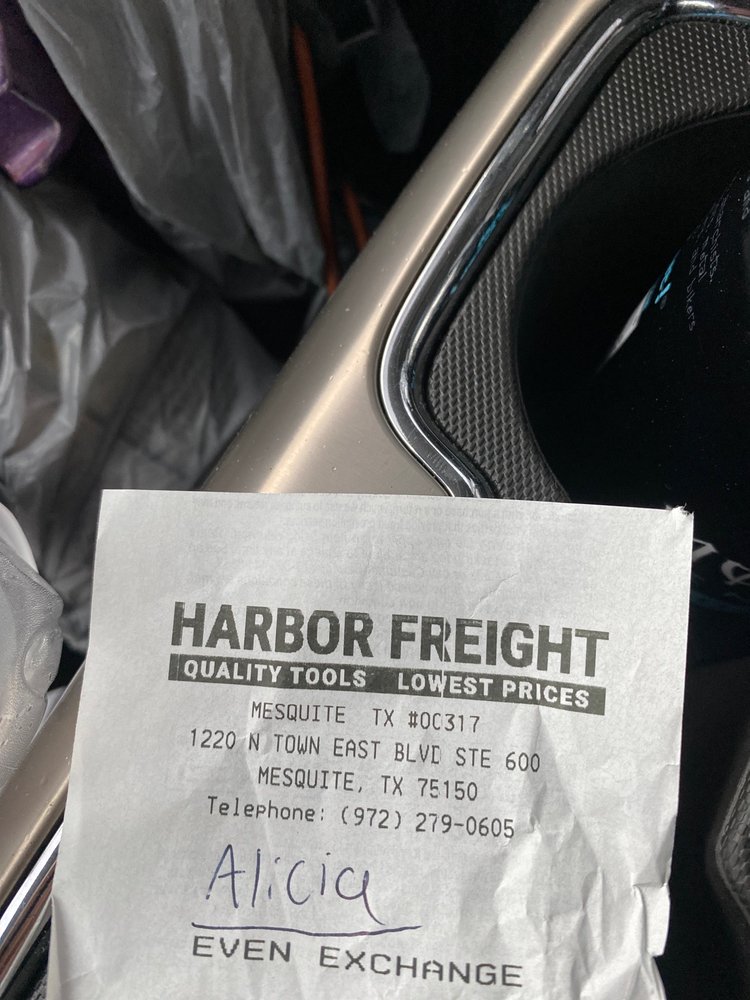 HARBOR FREIGHT
QUALITY TOOLS LOWEST PRICES
MESQUITE TX #00317
1220 N TOWN EAST BLVD STE 600
MESQUITE, TX 75150
Telephone: (972) 279-0605
Alicia
EVEN EXCHANGE